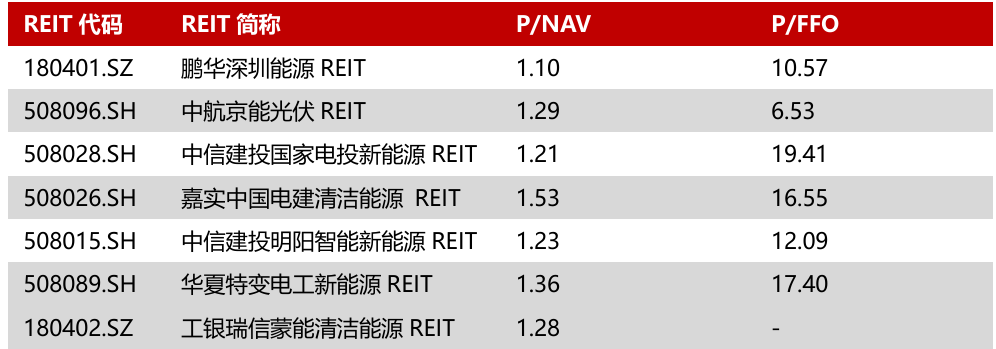 REIT 代码 REIT 简称 P/NAV P/FFO
180401.SZ 鹏华深圳能源 REIT 1.10 10.57
508096.SH 中航京能光伏 REIT 1.29 6.53
508028.SH 中信建投国家电投新能源 REIT 1.21 19.41
508026.SH 嘉实中国电建清洁能源 REIT 1.53 16.55
508015.SH 中信建投明阳智能新能源 REIT 1.23 12.09
508089.SH 华夏特变电工新能源 REIT 1.36 17.40
180402.SZ 工银瑞信蒙能清洁能源 REIT 1.28 -